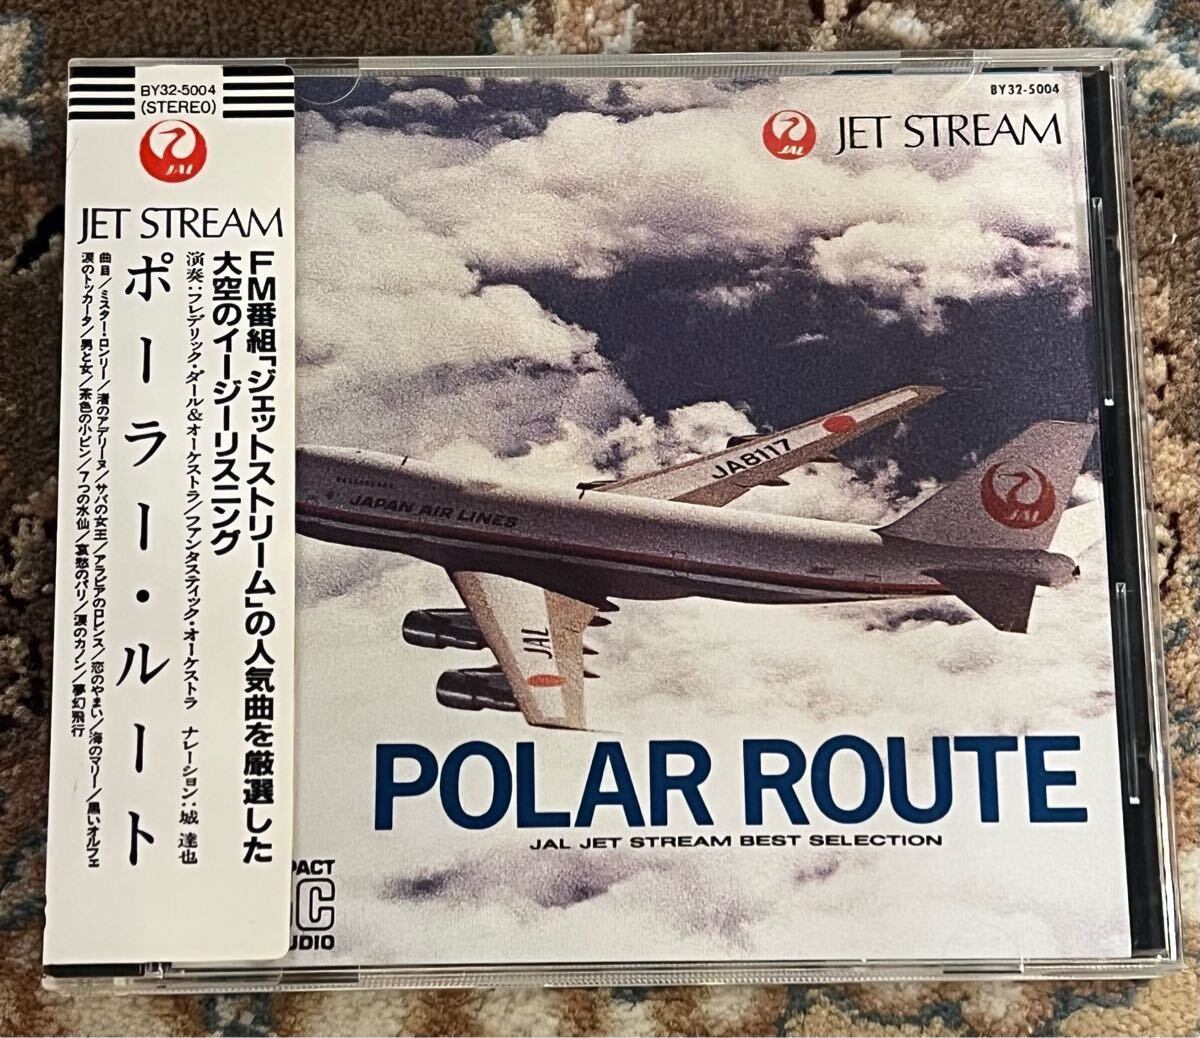 BY32-5004
(STEREO)
JAL
JET STREAM
FM番組「ジェットストリーム」の人気曲を厳選した
大空のイージーリスニング
演奏:フレデリック・ダール&オーケストラ/ファンタスティック・オーケストラ ナレーション:城 達也
ポーラー・ルート
曲目/ミスター・ロンリー/渚のアデリーヌ/サバの女王/アラビアのロレンス/恋のやまい/海のマリー/黒いオルフェ
涙のトッカータ/男と女/茶色の小ビン/7つの水仙/哀愁のパリ/涙のカノン/夢幻飛行
BY32-5004
JAL
JET STREAM
JA8117
JAPAN AIR LINES
JAL
JAL
POLAR ROUTE
JAL JET STREAM BEST SELECTION
PACT
UDIO